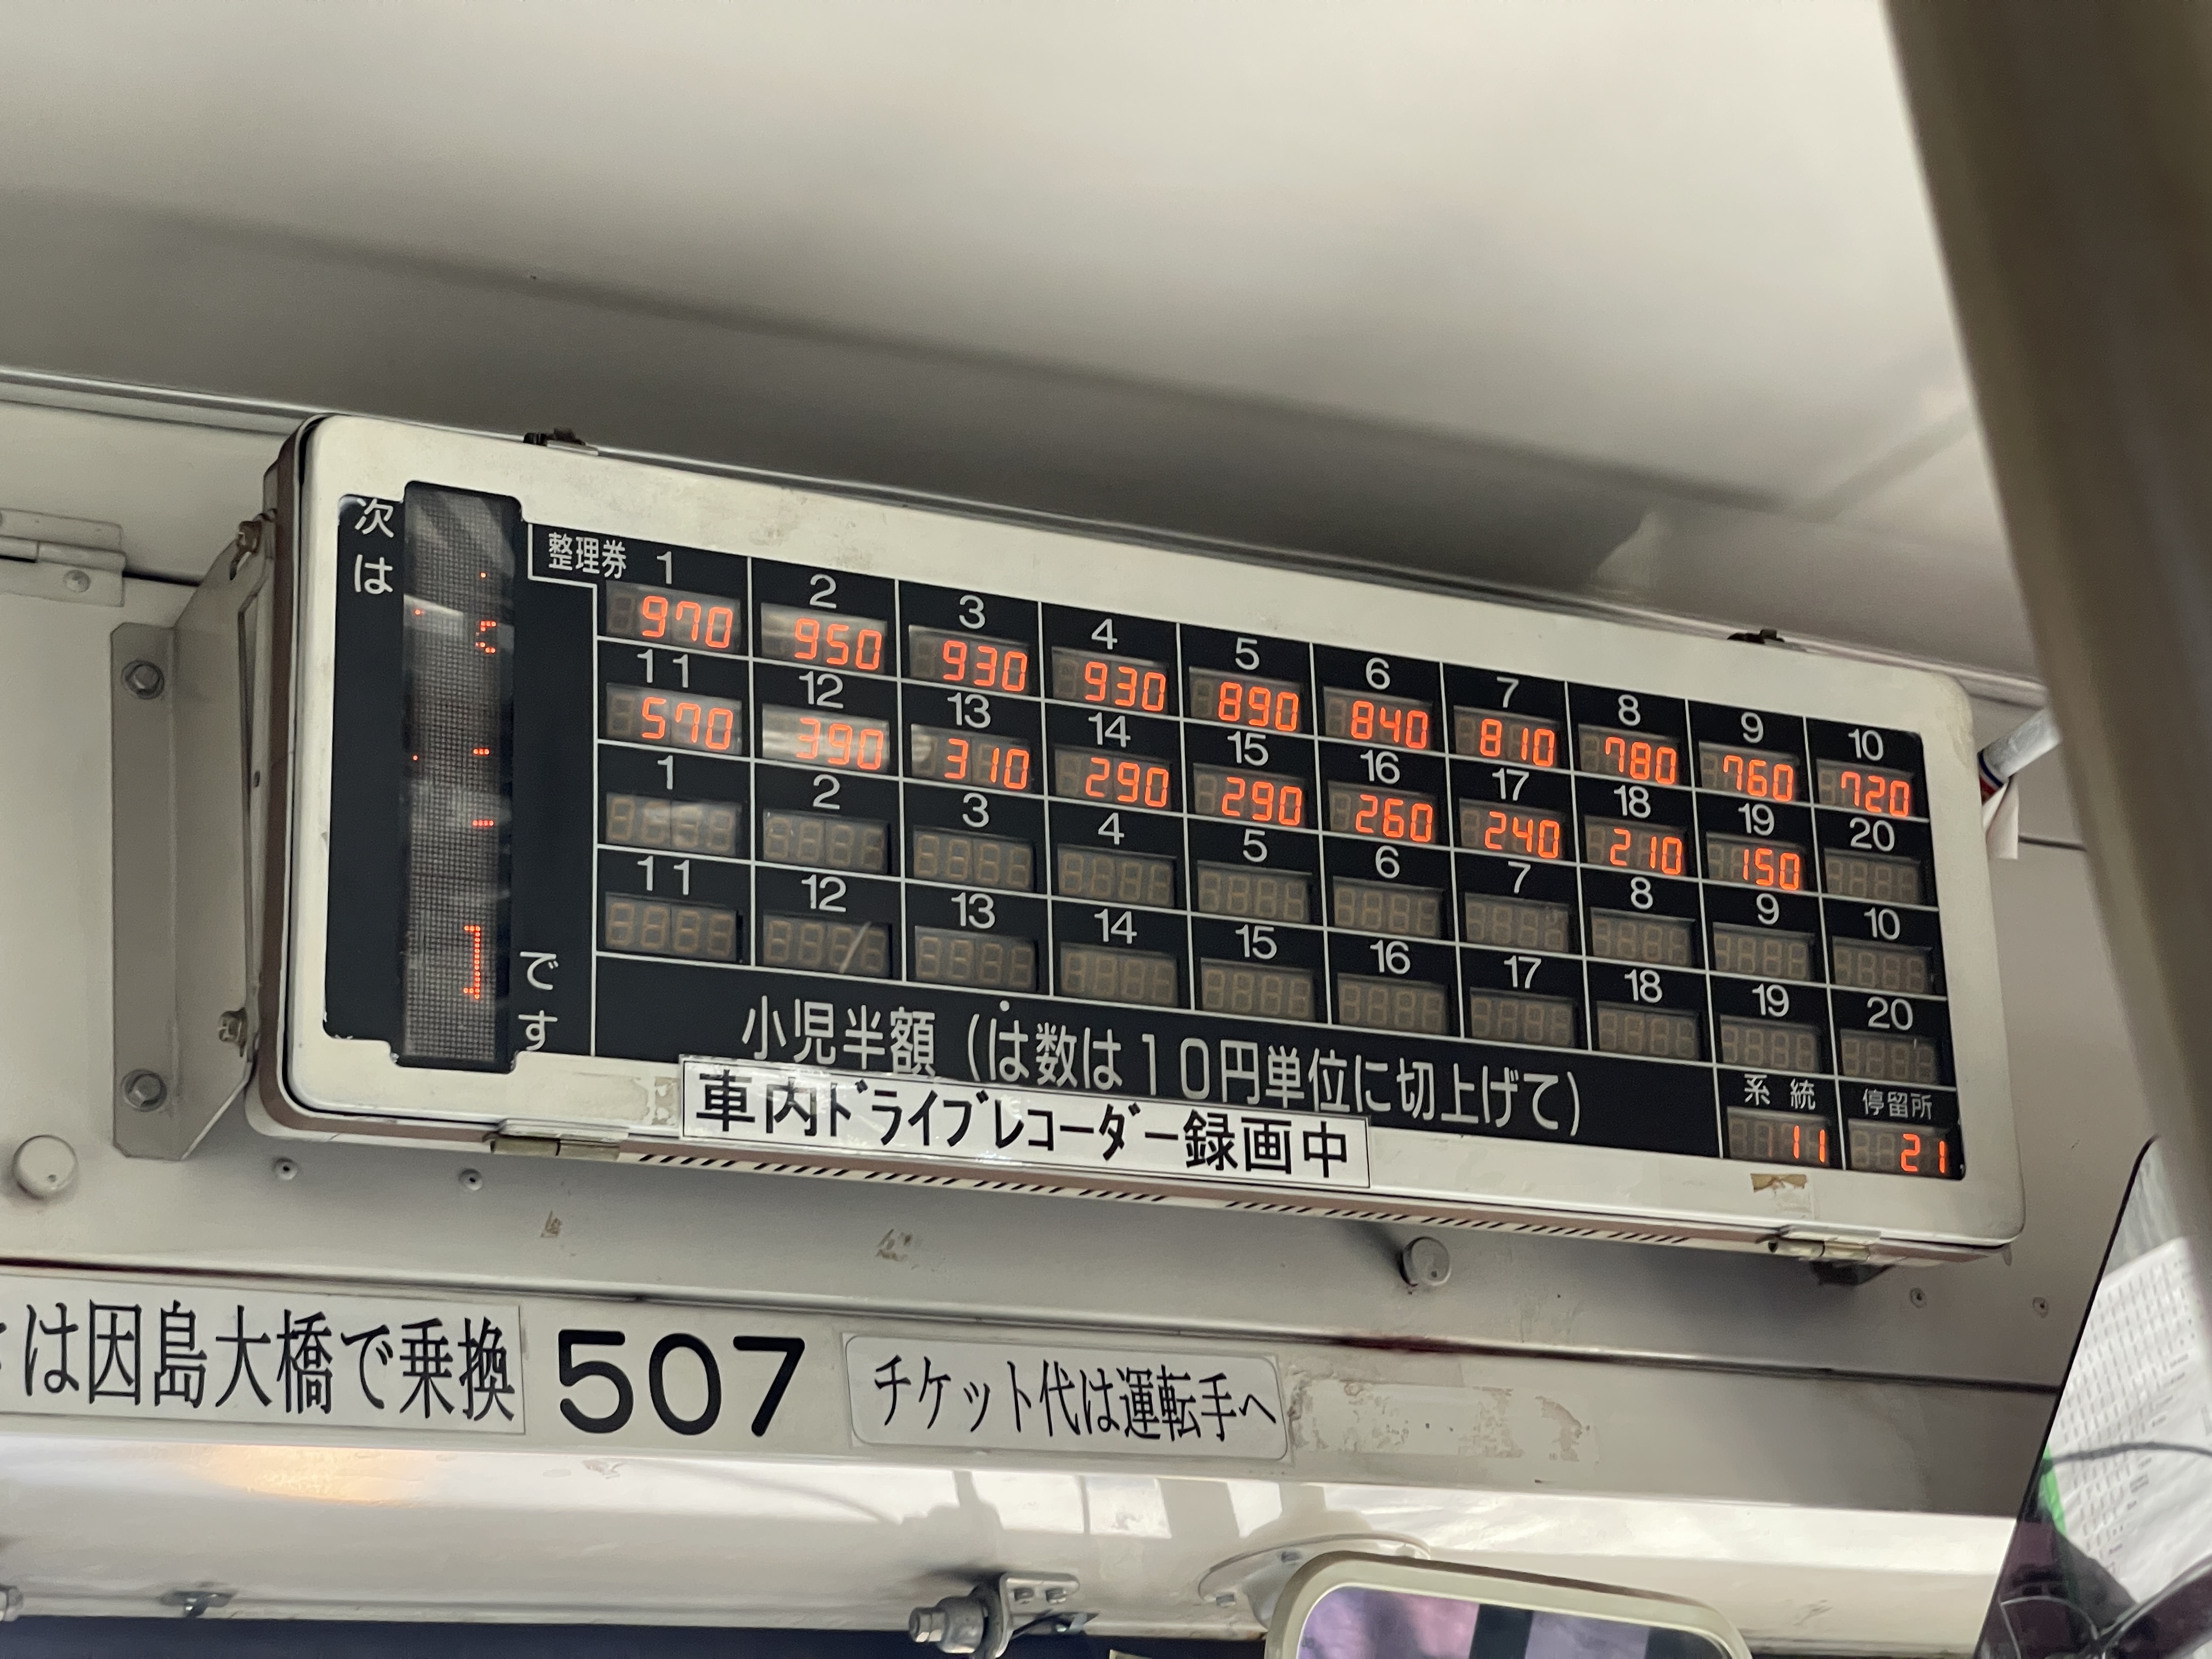 次は
です
整理券 1 2 3 4 5 6 7 8 9 10
970 950 930 930 890 840 810 780 760 720
11 12 13 14 15 16 17 18 19 20
570 390 310 290 290 260 240 210 150
1 2 3 4 5 6 7 8 9 10
11 12 13 14 15 16 17 18 19 20
小児半額(は数は10円単位に切上げて)
系統 停留所
11 21
車内ドライブレコーダー録画中
は因島大橋で乗換
507
チケット代は運転手へ